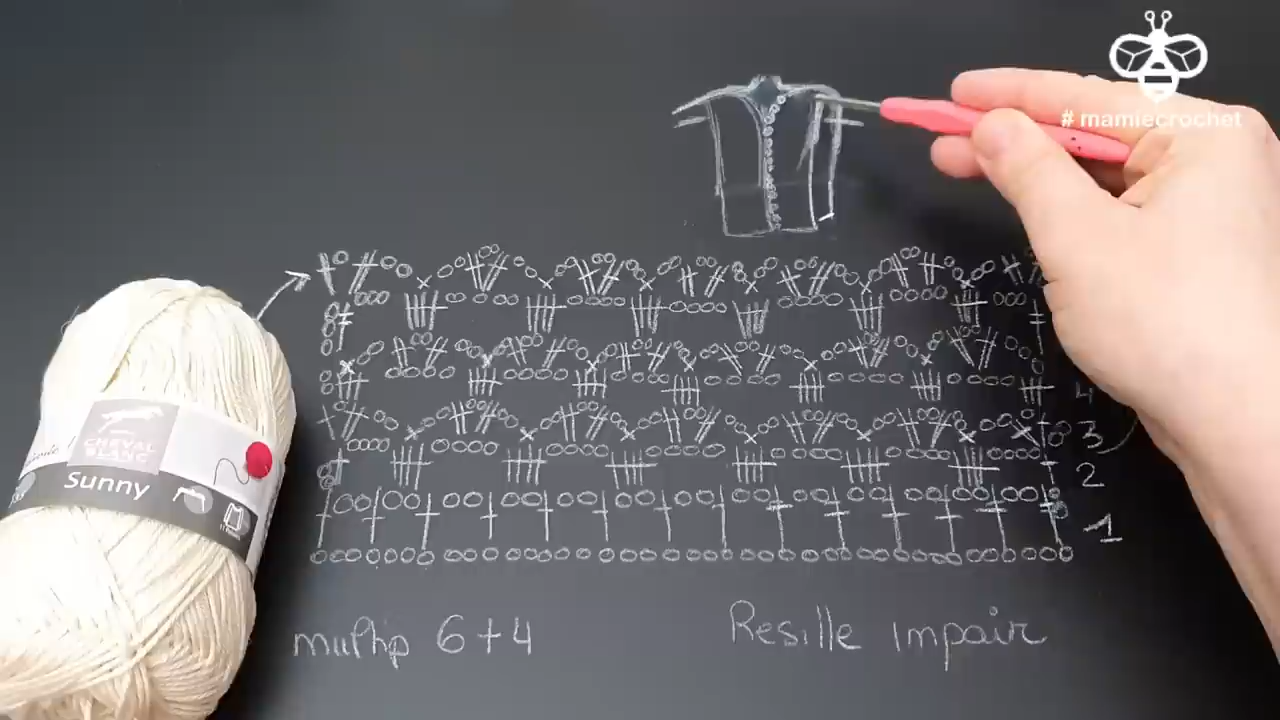 # mamiecrochet
CHEVAL
BLANC
Sunny
4
3
2
1
multip 6+4
Resille Impair